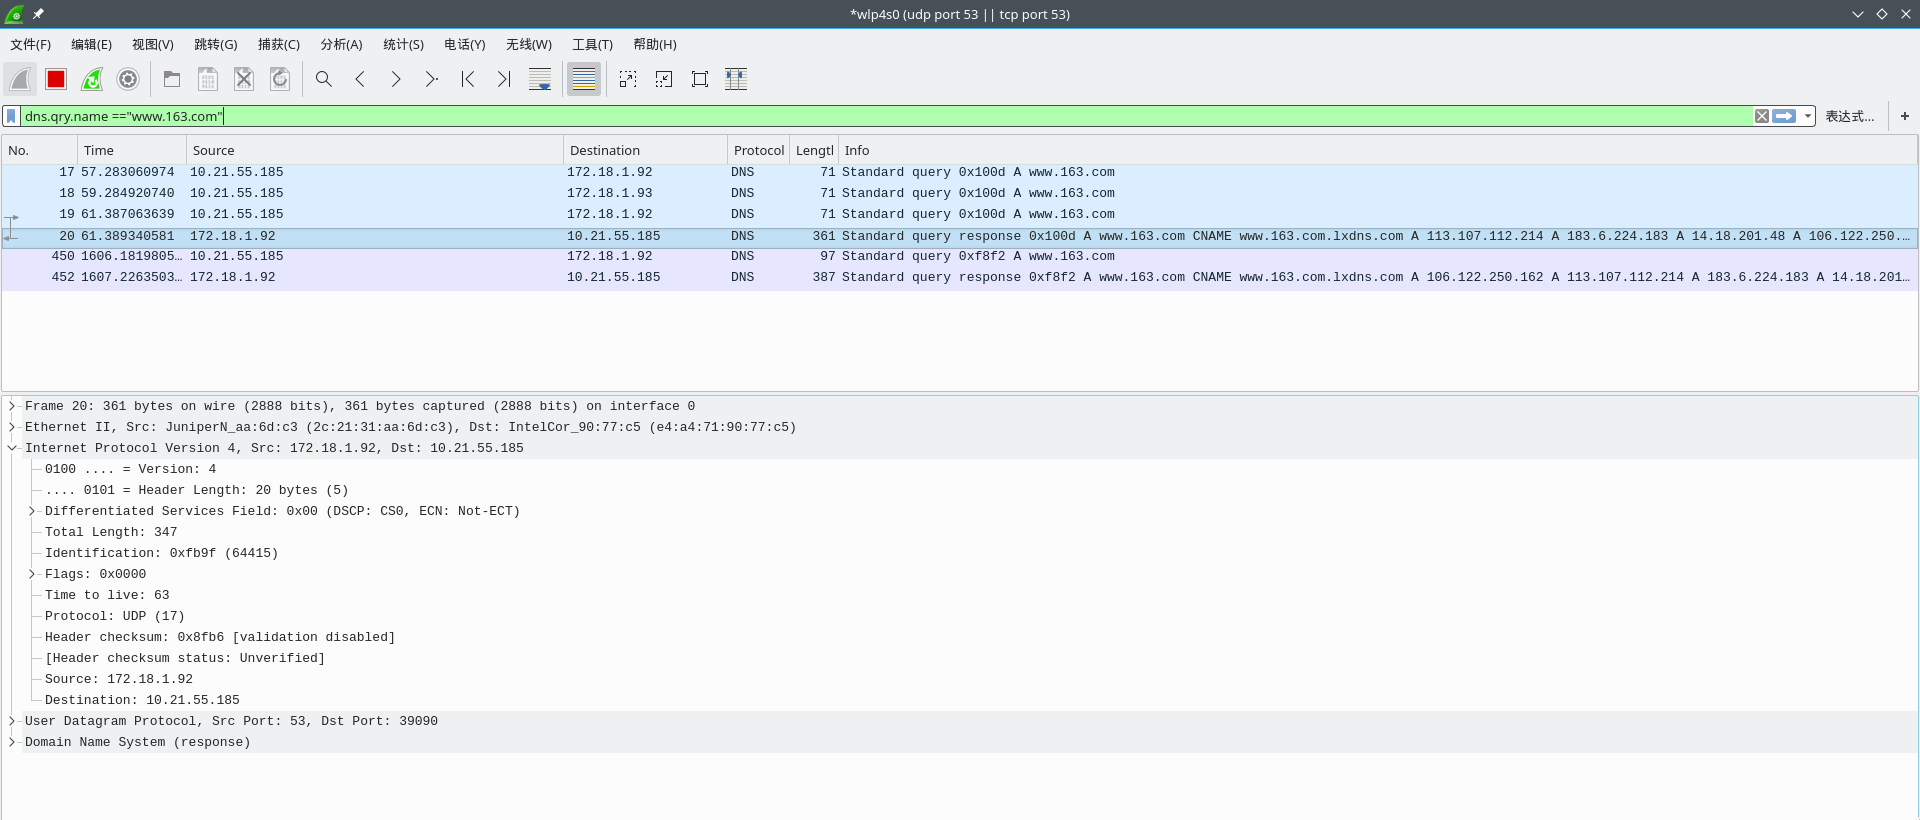 *wlp4s0 (udp port 53 || tcp port 53)
文件(F) 编辑(E) 视图(V) 跳转(G) 捕获(C) 分析(A) 统计(S) 电话(Y) 无线(W) 工具(T) 帮助(H)
dns.qry.name =="www.163.com" 表达式…
No. Time Source Destination Protocol Lengtl Info
17 57.283060974 10.21.55.185 172.18.1.92 DNS 71 Standard query 0x100d A www.163.com
18 59.284920740 10.21.55.185 172.18.1.93 DNS 71 Standard query 0x100d A www.163.com
19 61.387063639 10.21.55.185 172.18.1.92 DNS 71 Standard query 0x100d A www.163.com
20 61.389340581 172.18.1.92 10.21.55.185 DNS 361 Standard query response 0x100d A www.163.com CNAME www.163.com.lxdns.com A 113.107.112.214 A 183.6.224.183 A 14.18.201.48 A 106.122.250.…
450 1606.1819805… 10.21.55.185 172.18.1.92 DNS 97 Standard query 0xf8f2 A www.163.com
452 1607.2263503… 172.18.1.92 10.21.55.185 DNS 387 Standard query response 0xf8f2 A www.163.com CNAME www.163.com.lxdns.com A 106.122.250.162 A 113.107.112.214 A 183.6.224.183 A 14.18.201…
Frame 20: 361 bytes on wire (2888 bits), 361 bytes captured (2888 bits) on interface 0
Ethernet II, Src: JuniperN_aa:6d:c3 (2c:21:31:aa:6d:c3), Dst: IntelCor_90:77:c5 (e4:a4:71:90:77:c5)
Internet Protocol Version 4, Src: 172.18.1.92, Dst: 10.21.55.185
0100 .... = Version: 4
.... 0101 = Header Length: 20 bytes (5)
Differentiated Services Field: 0x00 (DSCP: CS0, ECN: Not-ECT)
Total Length: 347
Identification: 0xfb9f (64415)
Flags: 0x0000
Time to live: 63
Protocol: UDP (17)
Header checksum: 0x8fb6 [validation disabled]
[Header checksum status: Unverified]
Source: 172.18.1.92
Destination: 10.21.55.185
User Datagram Protocol, Src Port: 53, Dst Port: 39090
Domain Name System (response)